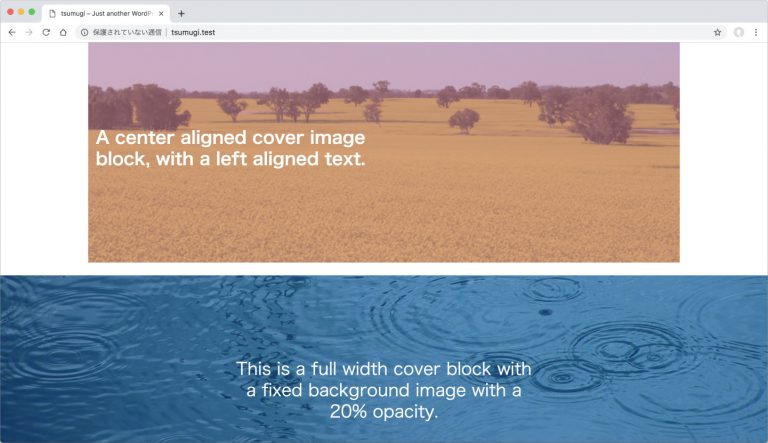 tsumugi – Just another WordPr
保護されていない通信 | tsumugi.test
A center aligned cover image
block, with a left aligned text.
This is a full width cover block with
a fixed background image with a
20% opacity.